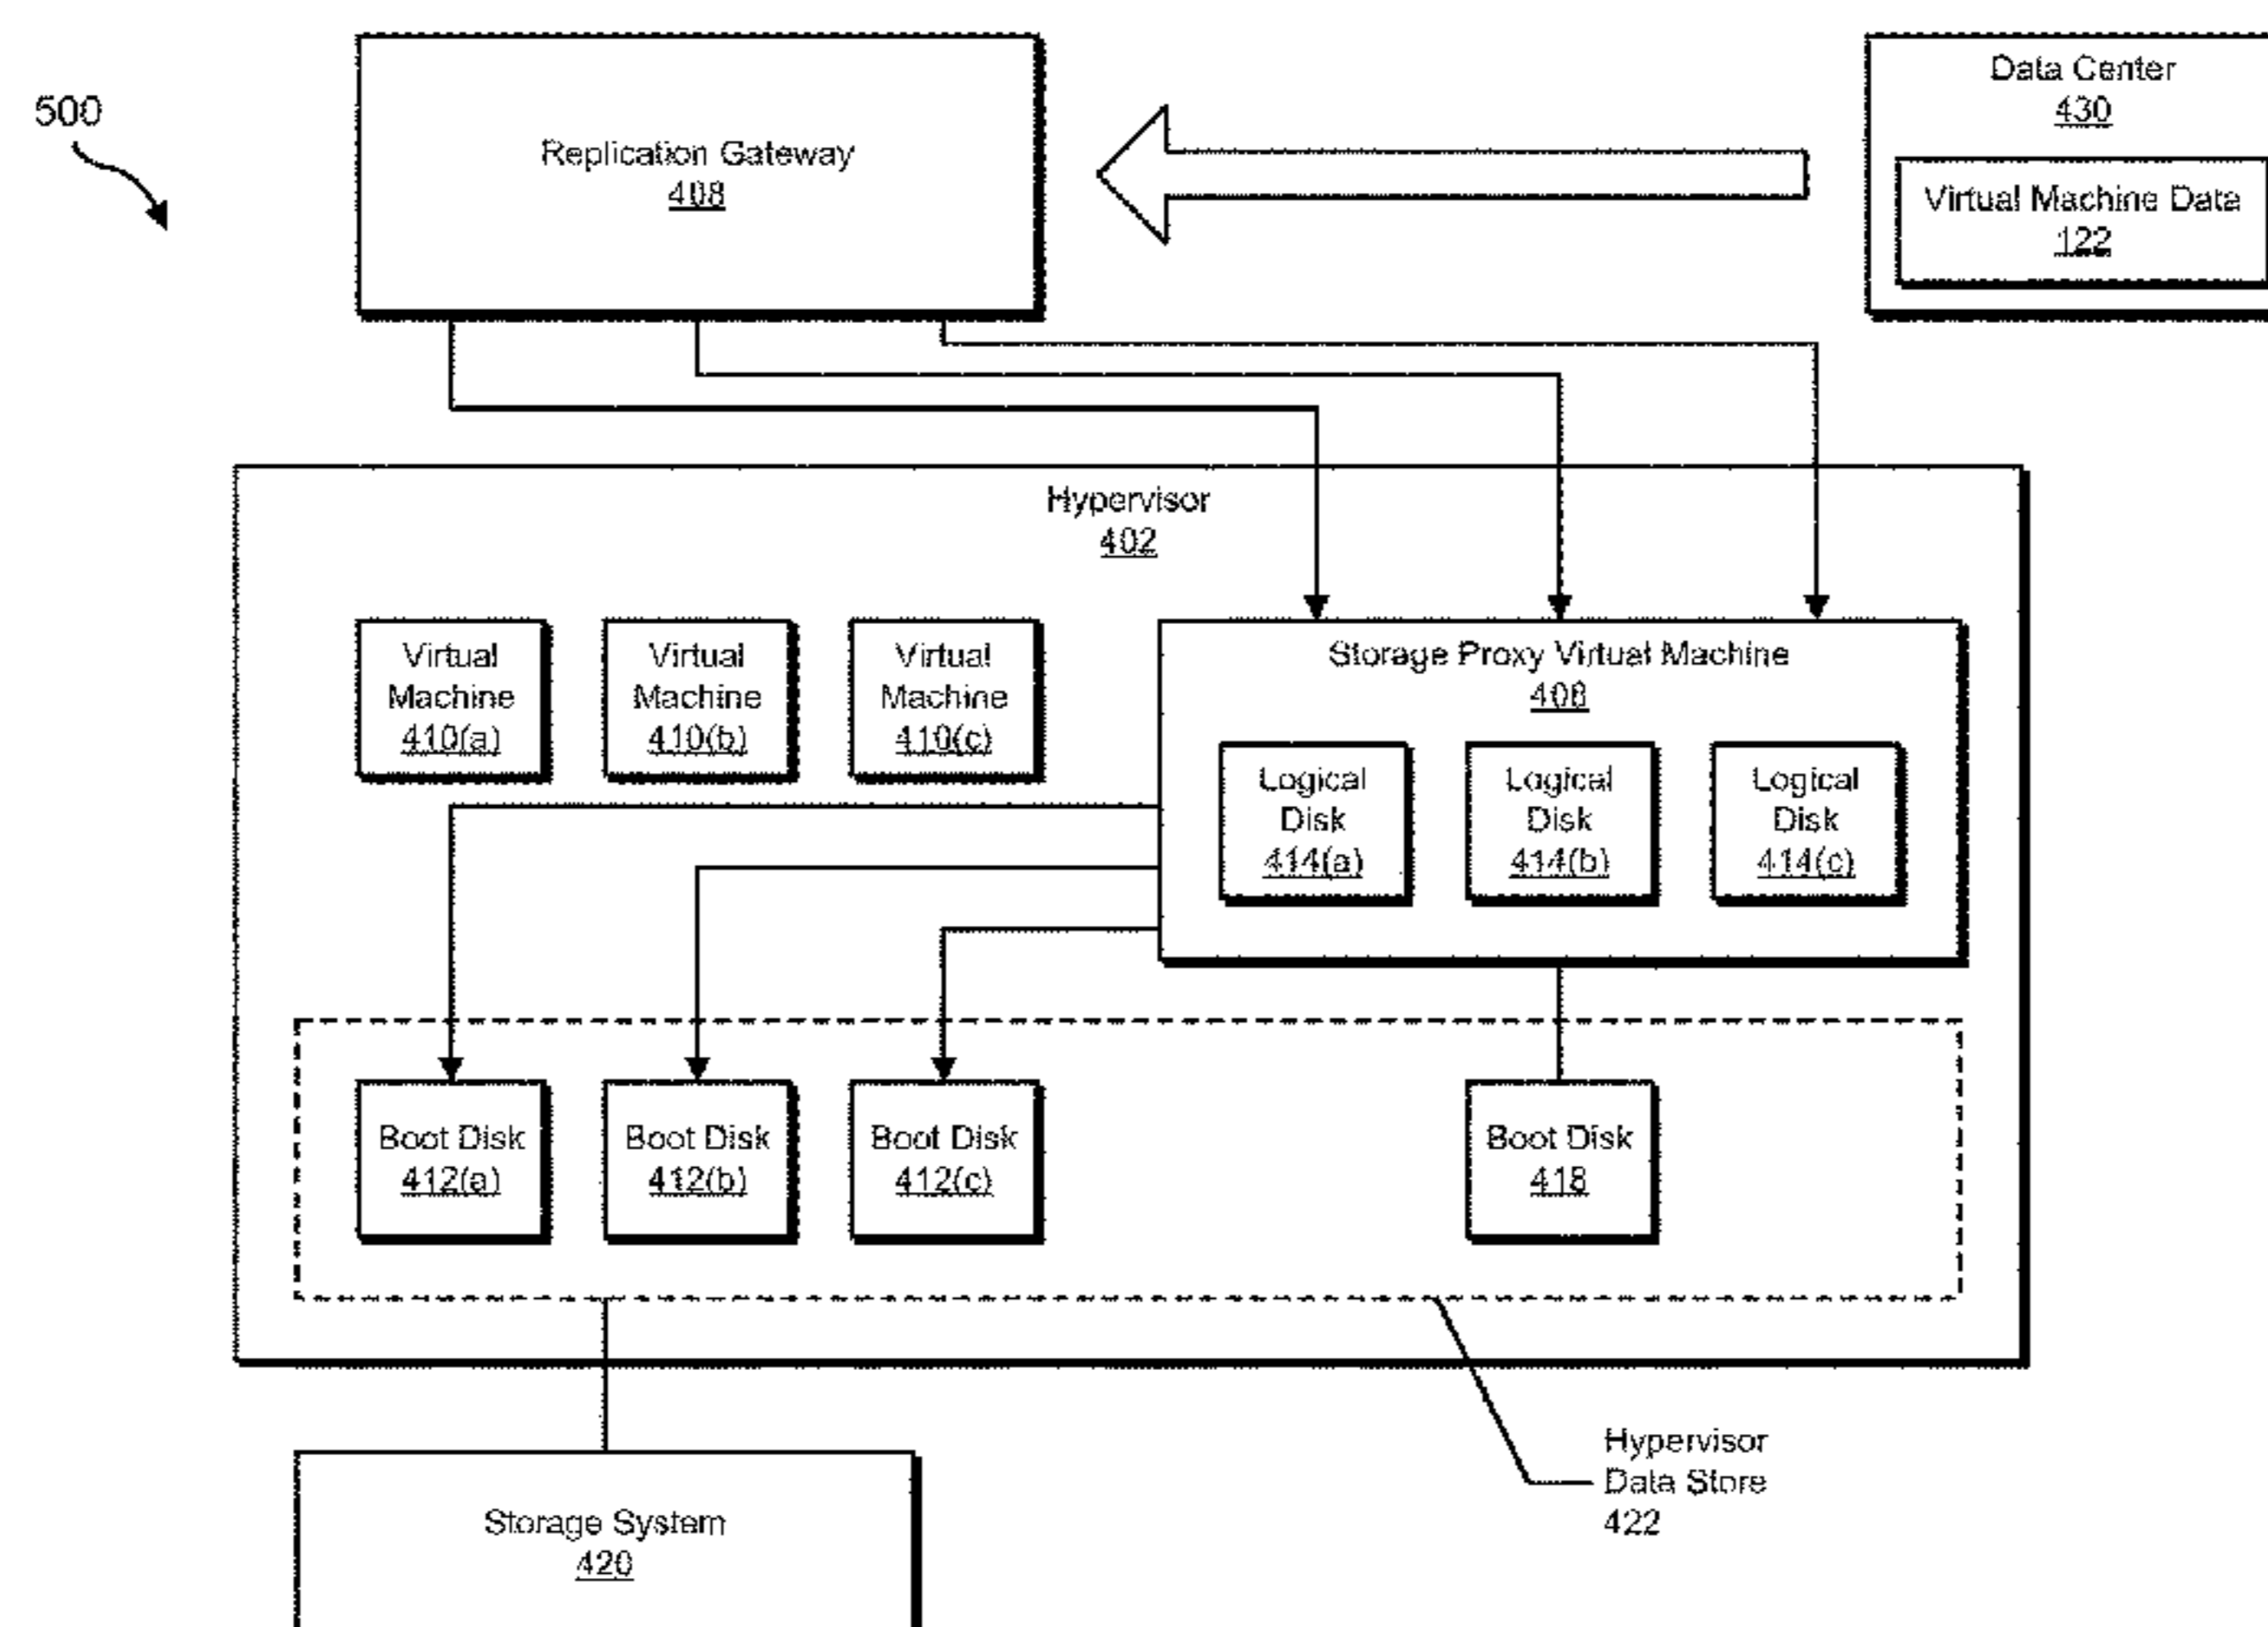 500
Replication Gateway
408
Data Center
430
Virtual Machine Data
122
Hypervisor
402
Virtual
Machine
410(a)
Virtual
Machine
410(b)
Virtual
Machine
410(c)
Storage Proxy Virtual Machine
408
Logical
Disk
414(a)
Logical
Disk
414(b)
Logical
Disk
414(c)
Boot Disk
412(a)
Boot Disk
412(b)
Boot Disk
412(c)
Boot Disk
418
Hypervisor
Data Store
422
Storage System
420